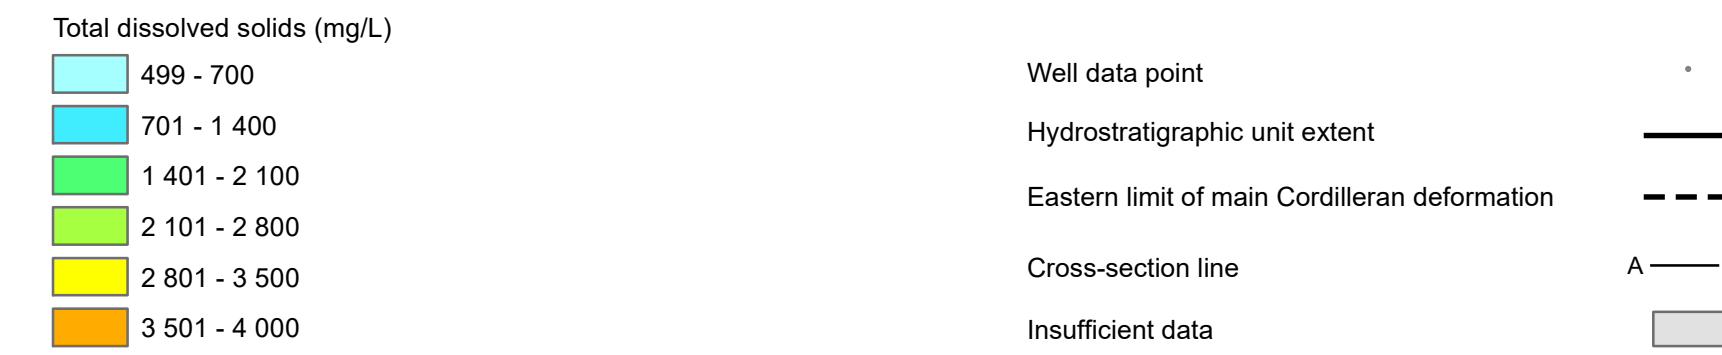 Total dissolved solids (mg/L)
499 - 700
701 - 1 400
1 401 - 2 100
2 101 - 2 800
2 801 - 3 500
3 501 - 4 000
Well data point
Hydrostratigraphic unit extent
Eastern limit of main Cordilleran deformation
Cross-section line
A
Insufficient data